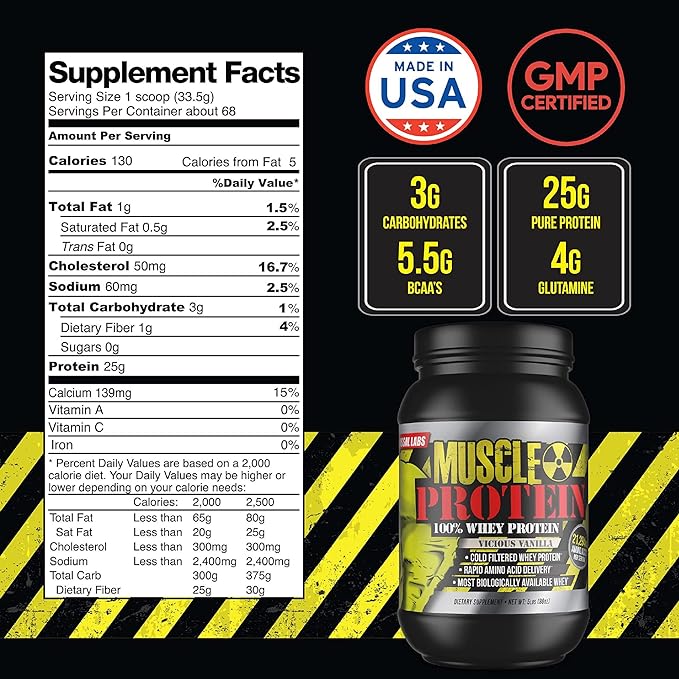 Supplement Facts
Serving Size 1 scoop (33.5g)
Servings Per Container about 68
Amount Per Serving
Calories 130 Calories from Fat 5
%Daily Value*
Total Fat 1g 1.5%
Saturated Fat 0.5g 2.5%
Trans Fat 0g
Cholesterol 50mg 16.7%
Sodium 60mg 2.5%
Total Carbohydrate 3g 1%
Dietary Fiber 1g 4%
Sugars 0g
Protein 25g
Calcium 139mg 15%
Vitamin A 0%
Vitamin C 0%
Iron 0%
* Percent Daily Values are based on a 2,000
calorie diet. Your Daily Values may be higher or
lower depending on your calorie needs:
Calories: 2,000 2,500
Total Fat Less than 65g 80g
Sat Fat Less than 20g 25g
Cholesterol Less than 300mg 300mg
Sodium Less than 2,400mg 2,400mg
Total Carb 300g 375g
Dietary Fiber 25g 30g
MADE IN
USA
GMP
CERTIFIED
3G
CARBOHYDRATES
5.5G
BCAA'S
25G
PURE PROTEIN
4G
GLUTAMINE
LABS
MUSCLE
PROTEIN
100% WHEY PROTEIN
VICIOUS VANILLA
• COLD FILTERED WHEY PROTEIN
• RAPID AMINO ACID DELIVERY
• MOST BIOLOGICALLY AVAILABLE WHEY
DIETARY SUPPLEMENT • NET WT: 5LBS (80oz)